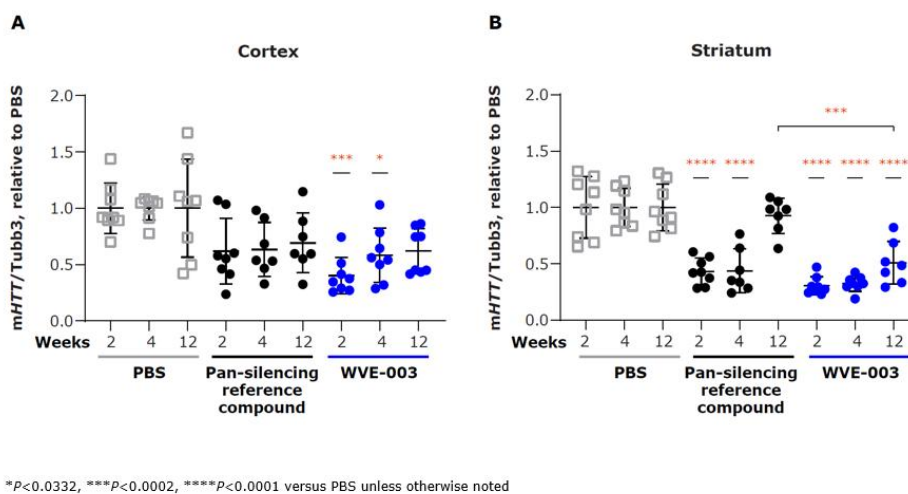 A
Cortex
mHTT/Tubb3, relative to PBS
2.0
1.5
1.0
0.5
0.0
*** *
Weeks 2 4 12 2 4 12 2 4 12
PBS Pan-silencing WVE-003
reference
compound
B
Striatum
mHTT/Tubb3, relative to PBS
2.0
1.5
1.0
0.5
0.0
***
**** **** **** **** ****
2 4 12 2 4 12 2 4 12
PBS Pan-silencing WVE-003
reference
compound
*P<0.0332, ***P<0.0002, ****P<0.0001 versus PBS unless otherwise noted